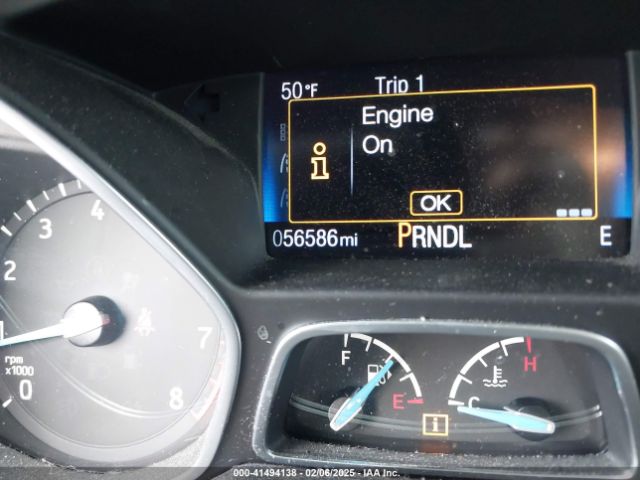 50°F Trip 1
Engine
On
OK
056586mi PRNDL E
4
3
2
1
7
rpm
x1000
0
8
F
E
H
C
000-41494138 - 02/06/2025 - IAA Inc.